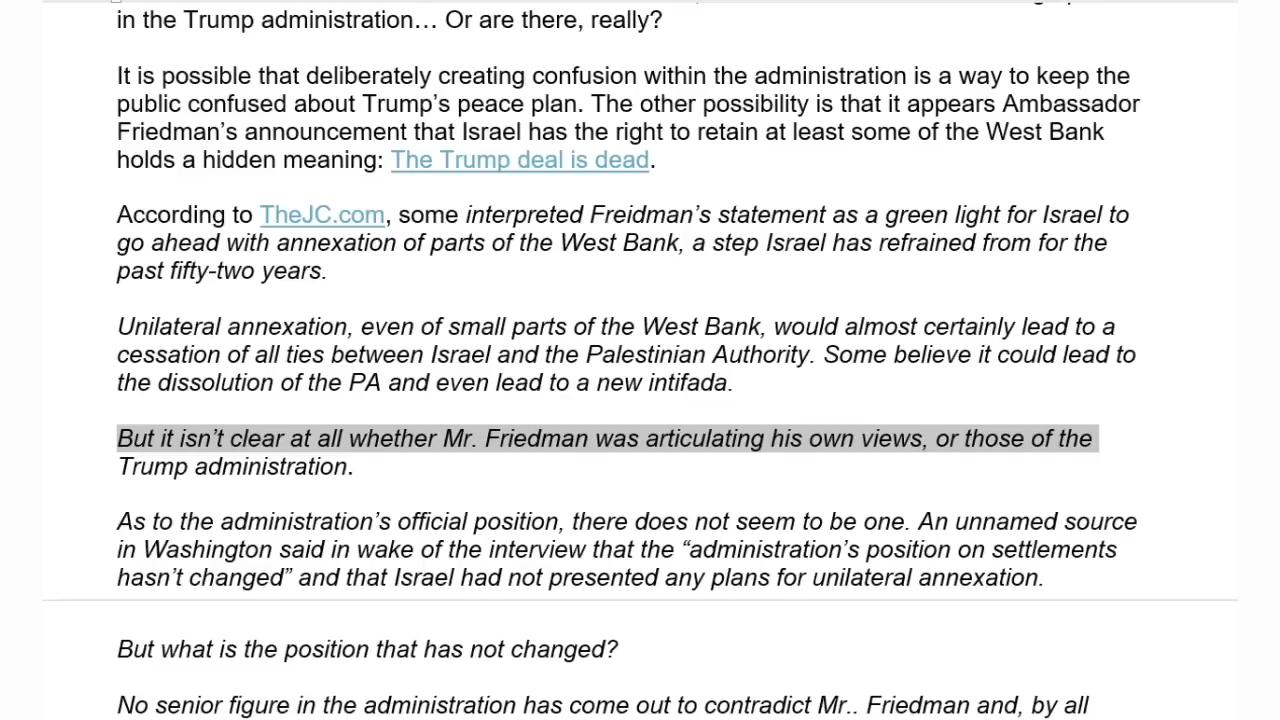 in the Trump administration… Or are there, really?
It is possible that deliberately creating confusion within the administration is a way to keep the
public confused about Trump's peace plan. The other possibility is that it appears Ambassador
Friedman's announcement that Israel has the right to retain at least some of the West Bank
holds a hidden meaning: The Trump deal is dead.
According to TheJC.com, some interpreted Freidman's statement as a green light for Israel to
go ahead with annexation of parts of the West Bank, a step Israel has refrained from for the
past fifty-two years.
Unilateral annexation, even of small parts of the West Bank, would almost certainly lead to a
cessation of all ties between Israel and the Palestinian Authority. Some believe it could lead to
the dissolution of the PA and even lead to a new intifada.
But it isn't clear at all whether Mr. Friedman was articulating his own views, or those of the
Trump administration.
As to the administration's official position, there does not seem to be one. An unnamed source
in Washington said in wake of the interview that the “administration's position on settlements
hasn't changed” and that Israel had not presented any plans for unilateral annexation.
But what is the position that has not changed?
No senior figure in the administration has come out to contradict Mr.. Friedman and, by all